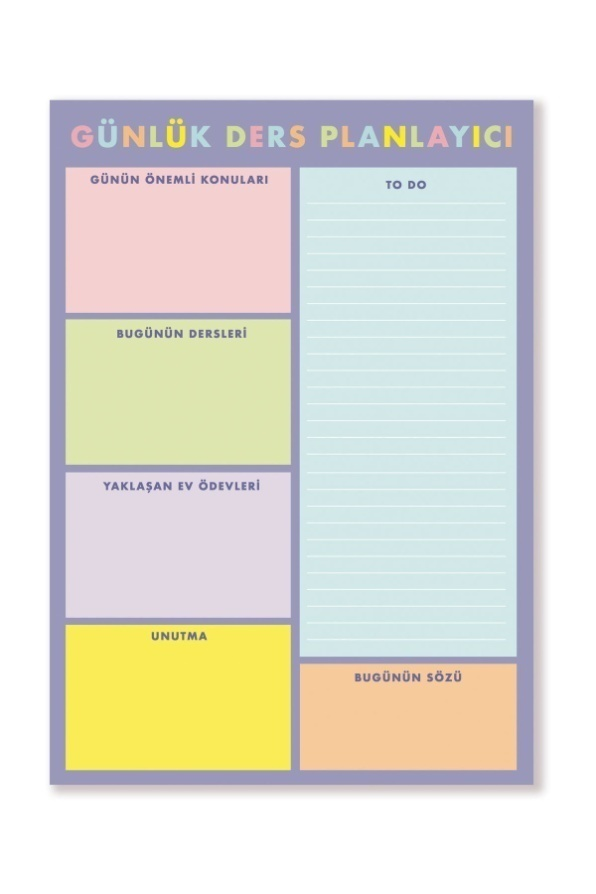 GÜNLÜK DERS PLANLAYICI
GÜNÜN ÖNEMLİ KONULARI
BUGÜNÜN DERSLERİ
YAKLAŞAN EV ÖDEVLERİ
UNUTMA
TO DO
BUGÜNÜN SÖZÜ